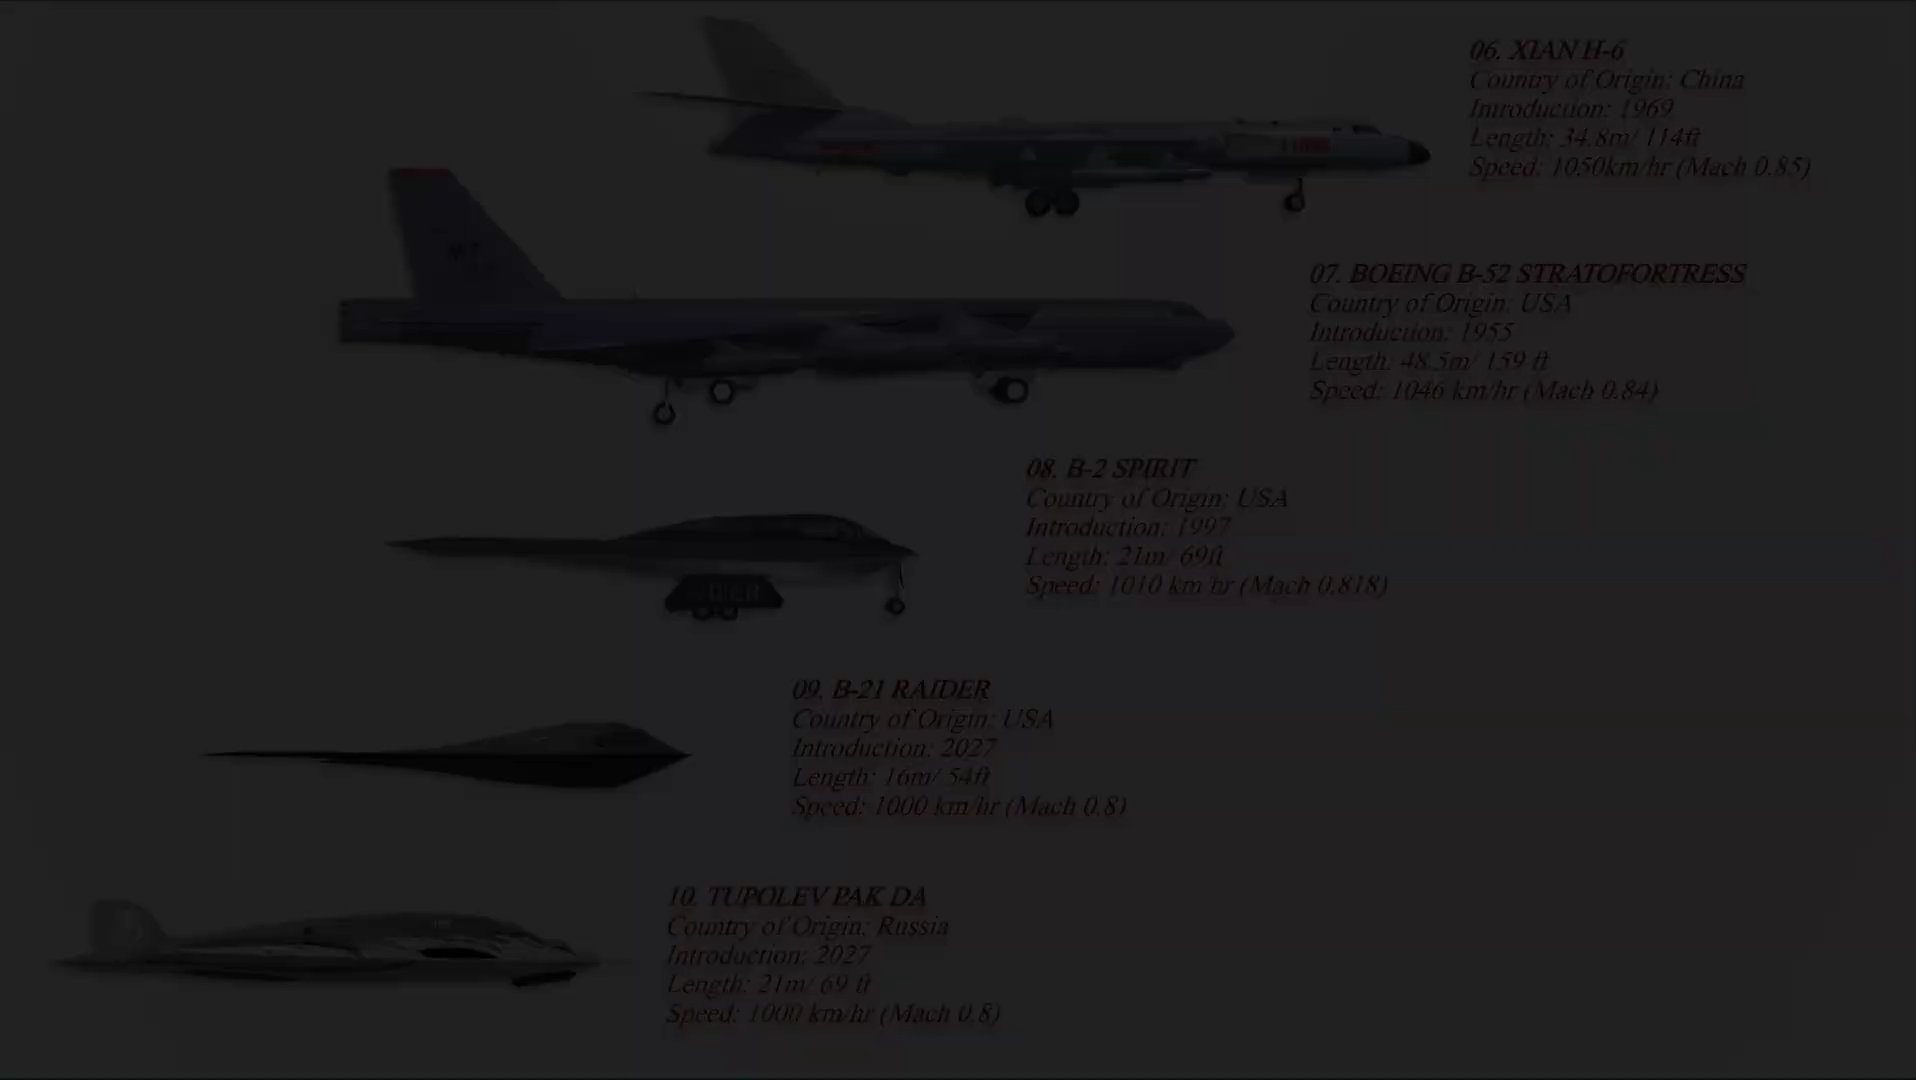 06. XIAN H-6
Country of Origin: China
Introduction: 1969
Length: 34.8m/ 114ft
Speed: 1050km/hr (Mach 0.85)
07. BOEING B-52 STRATOFORTRESS
Country of Origin: USA
Introduction: 1955
Length: 48.5m/ 159 ft
Speed: 1046 km/hr (Mach 0.84)
08. B-2 SPIRIT
Country of Origin: USA
Introduction: 1997
Length: 21m/ 69ft
Speed: 1010 km/hr (Mach 0.818)
09. B-21 RAIDER
Country of Origin: USA
Introduction: 2027
Length: 16m/ 54ft
Speed: 1000 km/hr (Mach 0.8)
10. TUPOLEV PAK DA
Country of Origin: Russia
Introduction: 2027
Length: 21m/ 69 ft
Speed: 1000 km/hr (Mach 0.8)